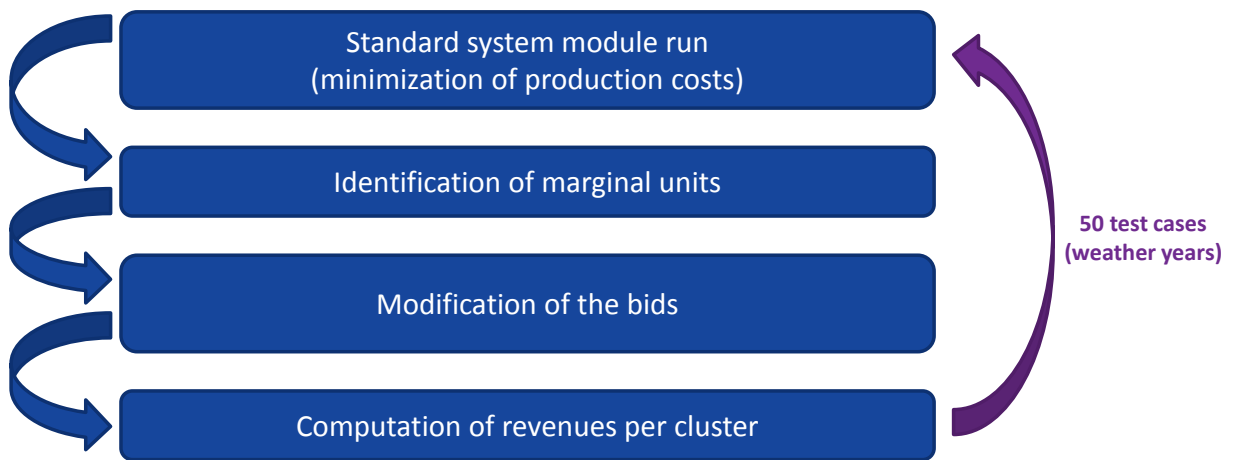 Standard system module run
(minimization of production costs)
Identification of marginal units
Modification of the bids
Computation of revenues per cluster
50 test cases
(weather years)